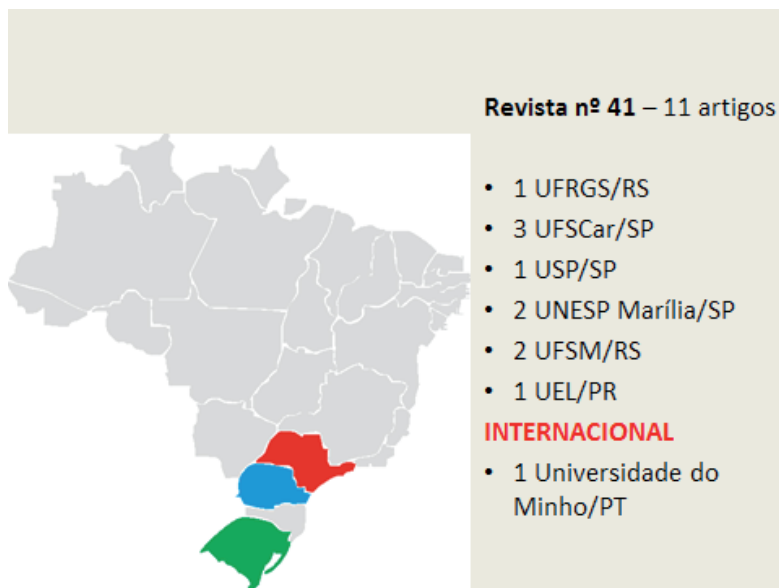 Revista nº 41 – 11 artigos
• 1 UFRGS/RS
• 3 UFSCar/SP
• 1 USP/SP
• 2 UNESP Marília/SP
• 2 UFSM/RS
• 1 UEL/PR
INTERNACIONAL
• 1 Universidade do
Minho/PT